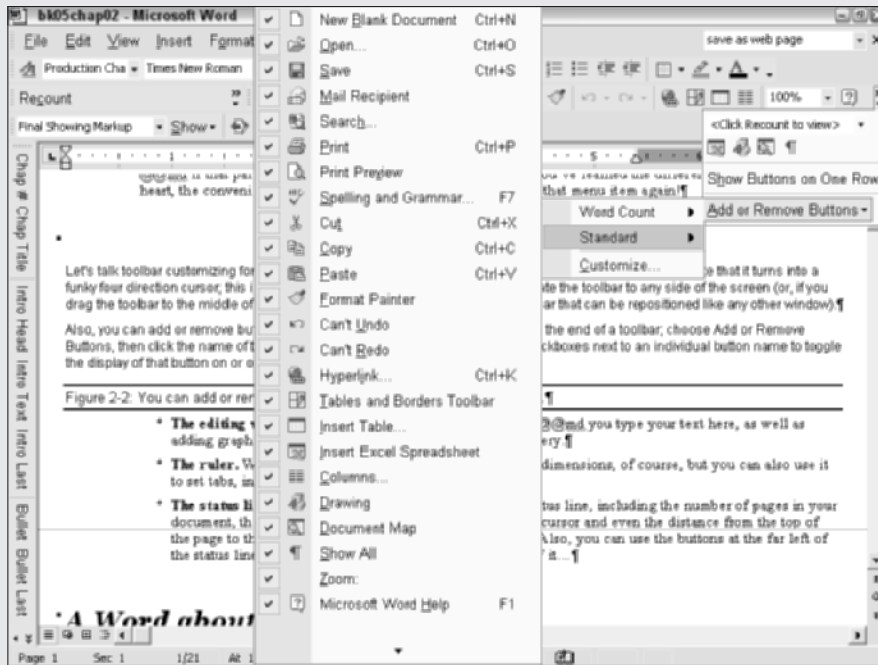 bk05chap02 - Microsoft Word
File Edit View Insert Format
save as web page
Production Cha Times New Roman
Recount
100%
Final Showing Markup Show
<Click Recount to view>
Show Buttons on One Row
Add or Remove Buttons
Word Count
Standard
Customize...
New Blank Document Ctrl+N
Open... Ctrl+O
Save Ctrl+S
Mail Recipient
Search...
Print Ctrl+P
Print Preview
Spelling and Grammar... F7
Cut Ctrl+X
Copy Ctrl+C
Paste Ctrl+V
Format Painter
Can't Undo
Can't Redo
Hyperlink... Ctrl+K
Tables and Borders Toolbar
Insert Table...
Insert Excel Spreadsheet
Columns...
Drawing
Document Map
Show All
Zoom:
Microsoft Word Help F1
Chap # Chap Title Intro Head Intro Text Intro Last Bullet Bullet Last
heart, the conveni that menu item again!¶
Let's talk toolbar customizing for that it turns into a
funky four direction cursor, this i te the toolbar to any side of the screen (or, if you
drag the toolbar to the middle of ar that can be repositioned like any other window).¶
Also, you can add or remove bu the end of a toolbar, choose Add or Remove
Buttons, then click the name of t ckboxes next to an individual button name to toggle
the display of that button on or o
Figure 2-2: You can add or rer .¶
* The editing w @@md you type your text here, as well as
adding graph ery.¶
* The ruler. W dimensions, of course, but you can also use it
to set tabs, in
* The status li tus line, including the number of pages in your
document, th cursor and even the distance from the top of
the page to th Also, you can use the buttons at the far left of
the status line f it...¶
A Word about
Page 1 Sec 1 1/21 At 1